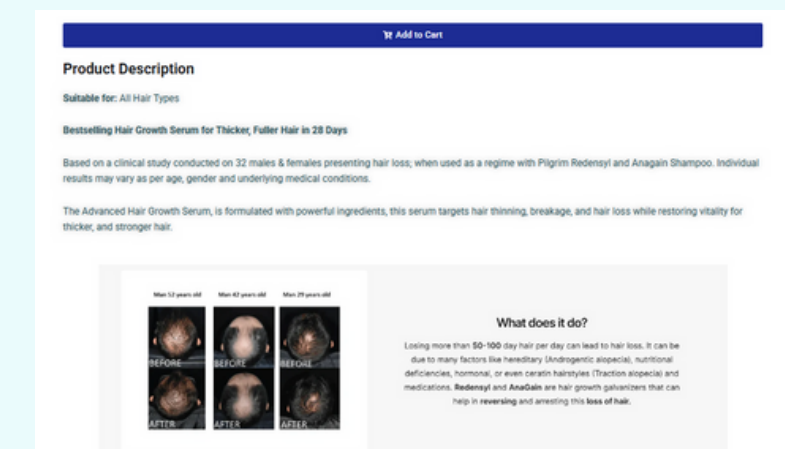 Add to Cart
Product Description
Suitable for: All Hair Types
Bestselling Hair Growth Serum for Thicker, Fuller Hair in 28 Days
Based on a clinical study conducted on 32 males & females presenting hair loss; when used as a regime with Pilgrim Redensyl and Anagain Shampoo. Individual
results may vary as per age, gender and underlying medical conditions.
The Advanced Hair Growth Serum, is formulated with powerful ingredients, this serum targets hair thinning, breakage, and hair loss while restoring vitality for
thicker, and stronger hair.
Man 52 years old Man 42 years old Man 29 years old
BEFORE BEFORE BEFORE
AFTER AFTER AFTER
What does it do?
Losing more than 50-100 day hair per day can lead to hair loss. It can be
due to many factors like hereditary (Androgentic alopecia), nutritional
deficiencies, hormonal, or even ceratin hairstyles (Traction alopecia) and
medications. Redensyl and AnaGain are hair growth galvanizers that can
help in reversing and arresting this loss of hair.